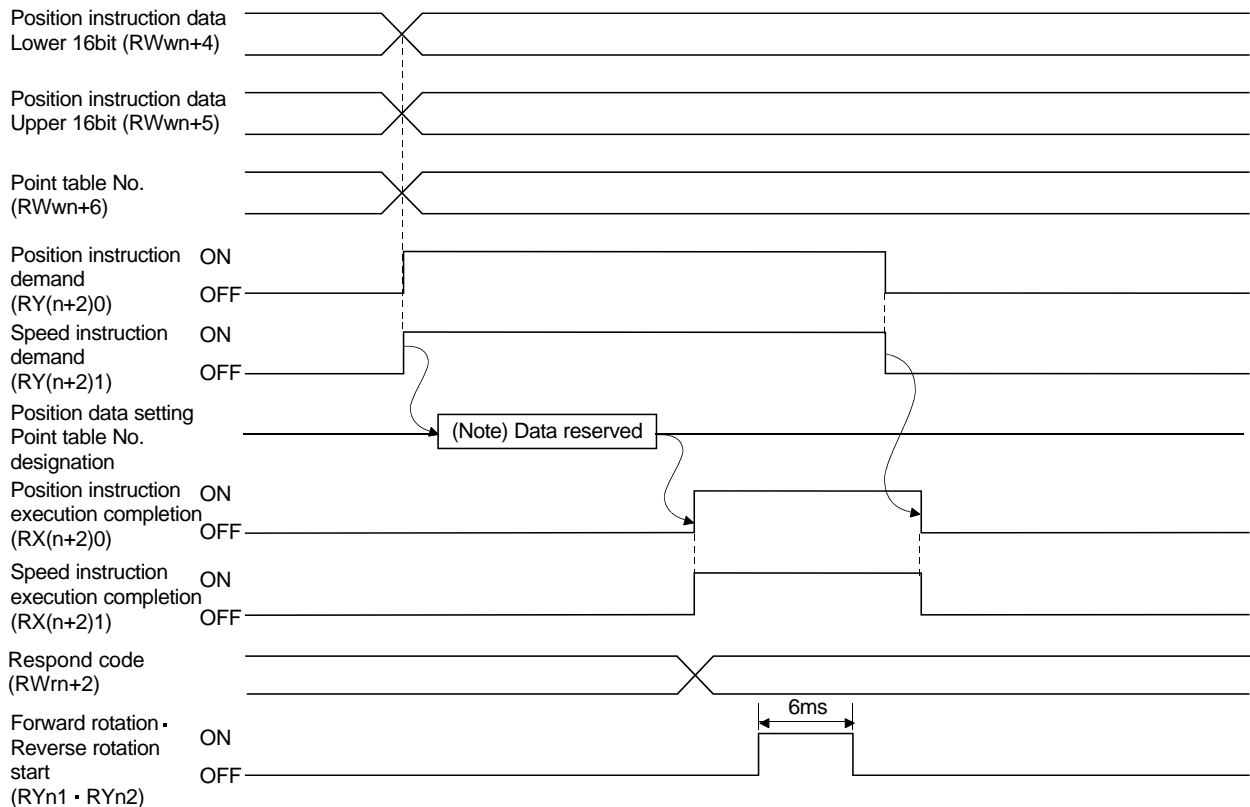 Position instruction data
Lower 16bit (RWwn+4)
Position instruction data
Upper 16bit (RWwn+5)
Point table No.
(RWwn+6)
Position instruction ON
demand
(RY(n+2)0) OFF
Speed instruction ON
demand
(RY(n+2)1) OFF
Position data setting
Point table No.
designation
(Note) Data reserved
Position instruction ON
execution completion
(RX(n+2)0) OFF
Speed instruction ON
execution completion
(RX(n+2)1) OFF
Respond code
(RWrn+2)
6ms
Forward rotation ·
Reverse rotation ON
start OFF
(RYn1 · RYn2)